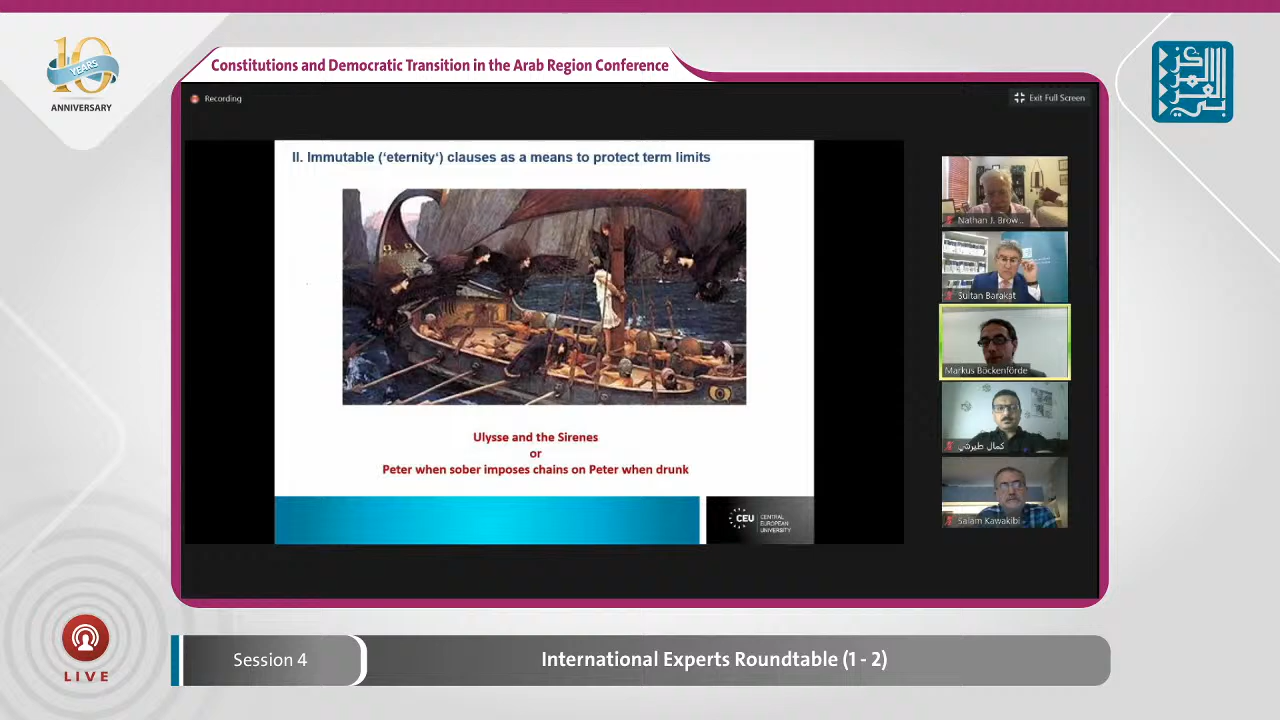 10
YEARS
ANNIVERSARY
Constitutions and Democratic Transition in the Arab Region Conference
المركز
العربي
Recording
Exit Full Screen
II. Immutable (‘eternity‘) clauses as a means to protect term limits
Ulysse and the Sirenes
or
Peter when sober imposes chains on Peter when drunk
CEU
CENTRAL
EUROPEAN
UNIVERSITY
Nathan J. Brow...
Sultan Barakat
Markus Böckenförde
كمال طيرشي
Salam Kawakibi
LIVE
Session 4
International Experts Roundtable (1 - 2)